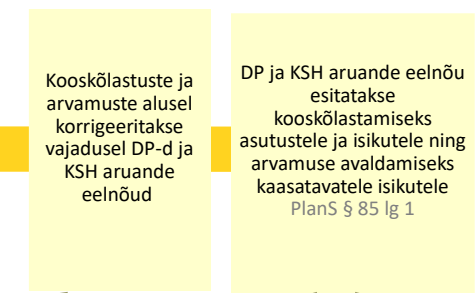 Kooskõlastuste ja
arvamuste alusel
korrigeeritakse
vajadusel DP-d ja
KSH aruande
eelnõud
DP ja KSH aruande eelnõu
esitatakse
kooskõlastamiseks
asutustele ja isikutele ning
arvamuse avaldamiseks
kaasatavatele isikutele
PlanS § 85 lg 1